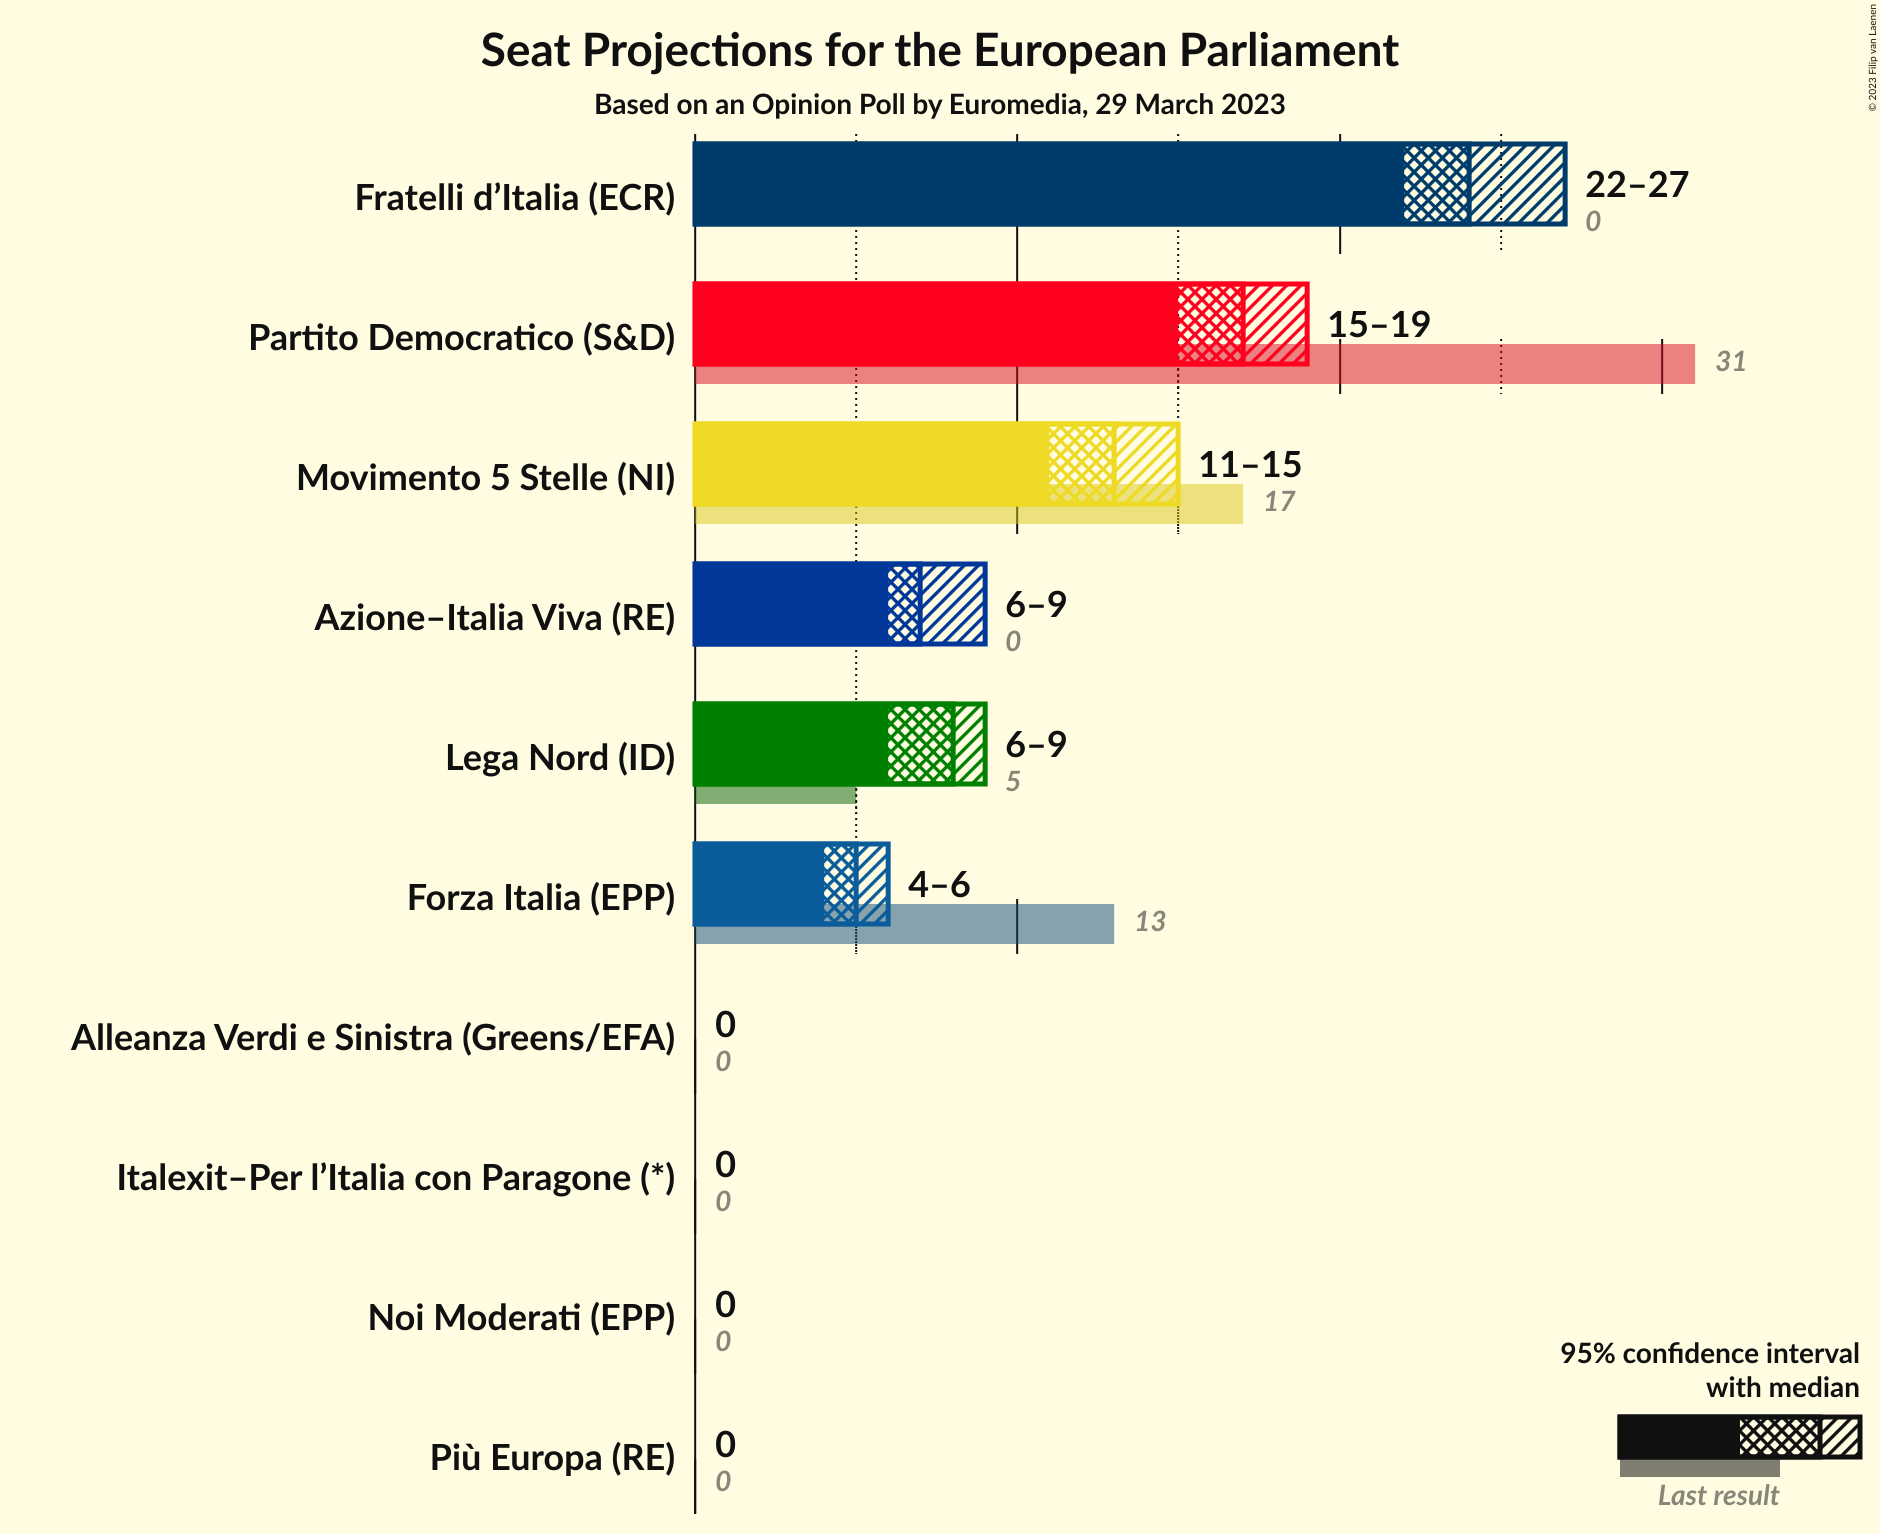 Seat Projections for the European Parliament
Based on an Opinion Poll by Euromedia, 29 March 2023
© 2023 Filip van Laenen
Fratelli d’Italia (ECR)
22–27
0
Partito Democratico (S&D)
15–19
31
Movimento 5 Stelle (NI)
11–15
17
Azione–Italia Viva (RE)
6–9
0
Lega Nord (ID)
6–9
5
Forza Italia (EPP)
4–6
13
Alleanza Verdi e Sinistra (Greens/EFA)
0
0
Italexit–Per l’Italia con Paragone (*)
0
0
Noi Moderati (EPP)
0
0
Più Europa (RE)
0
0
95% confidence interval
with median
Last result